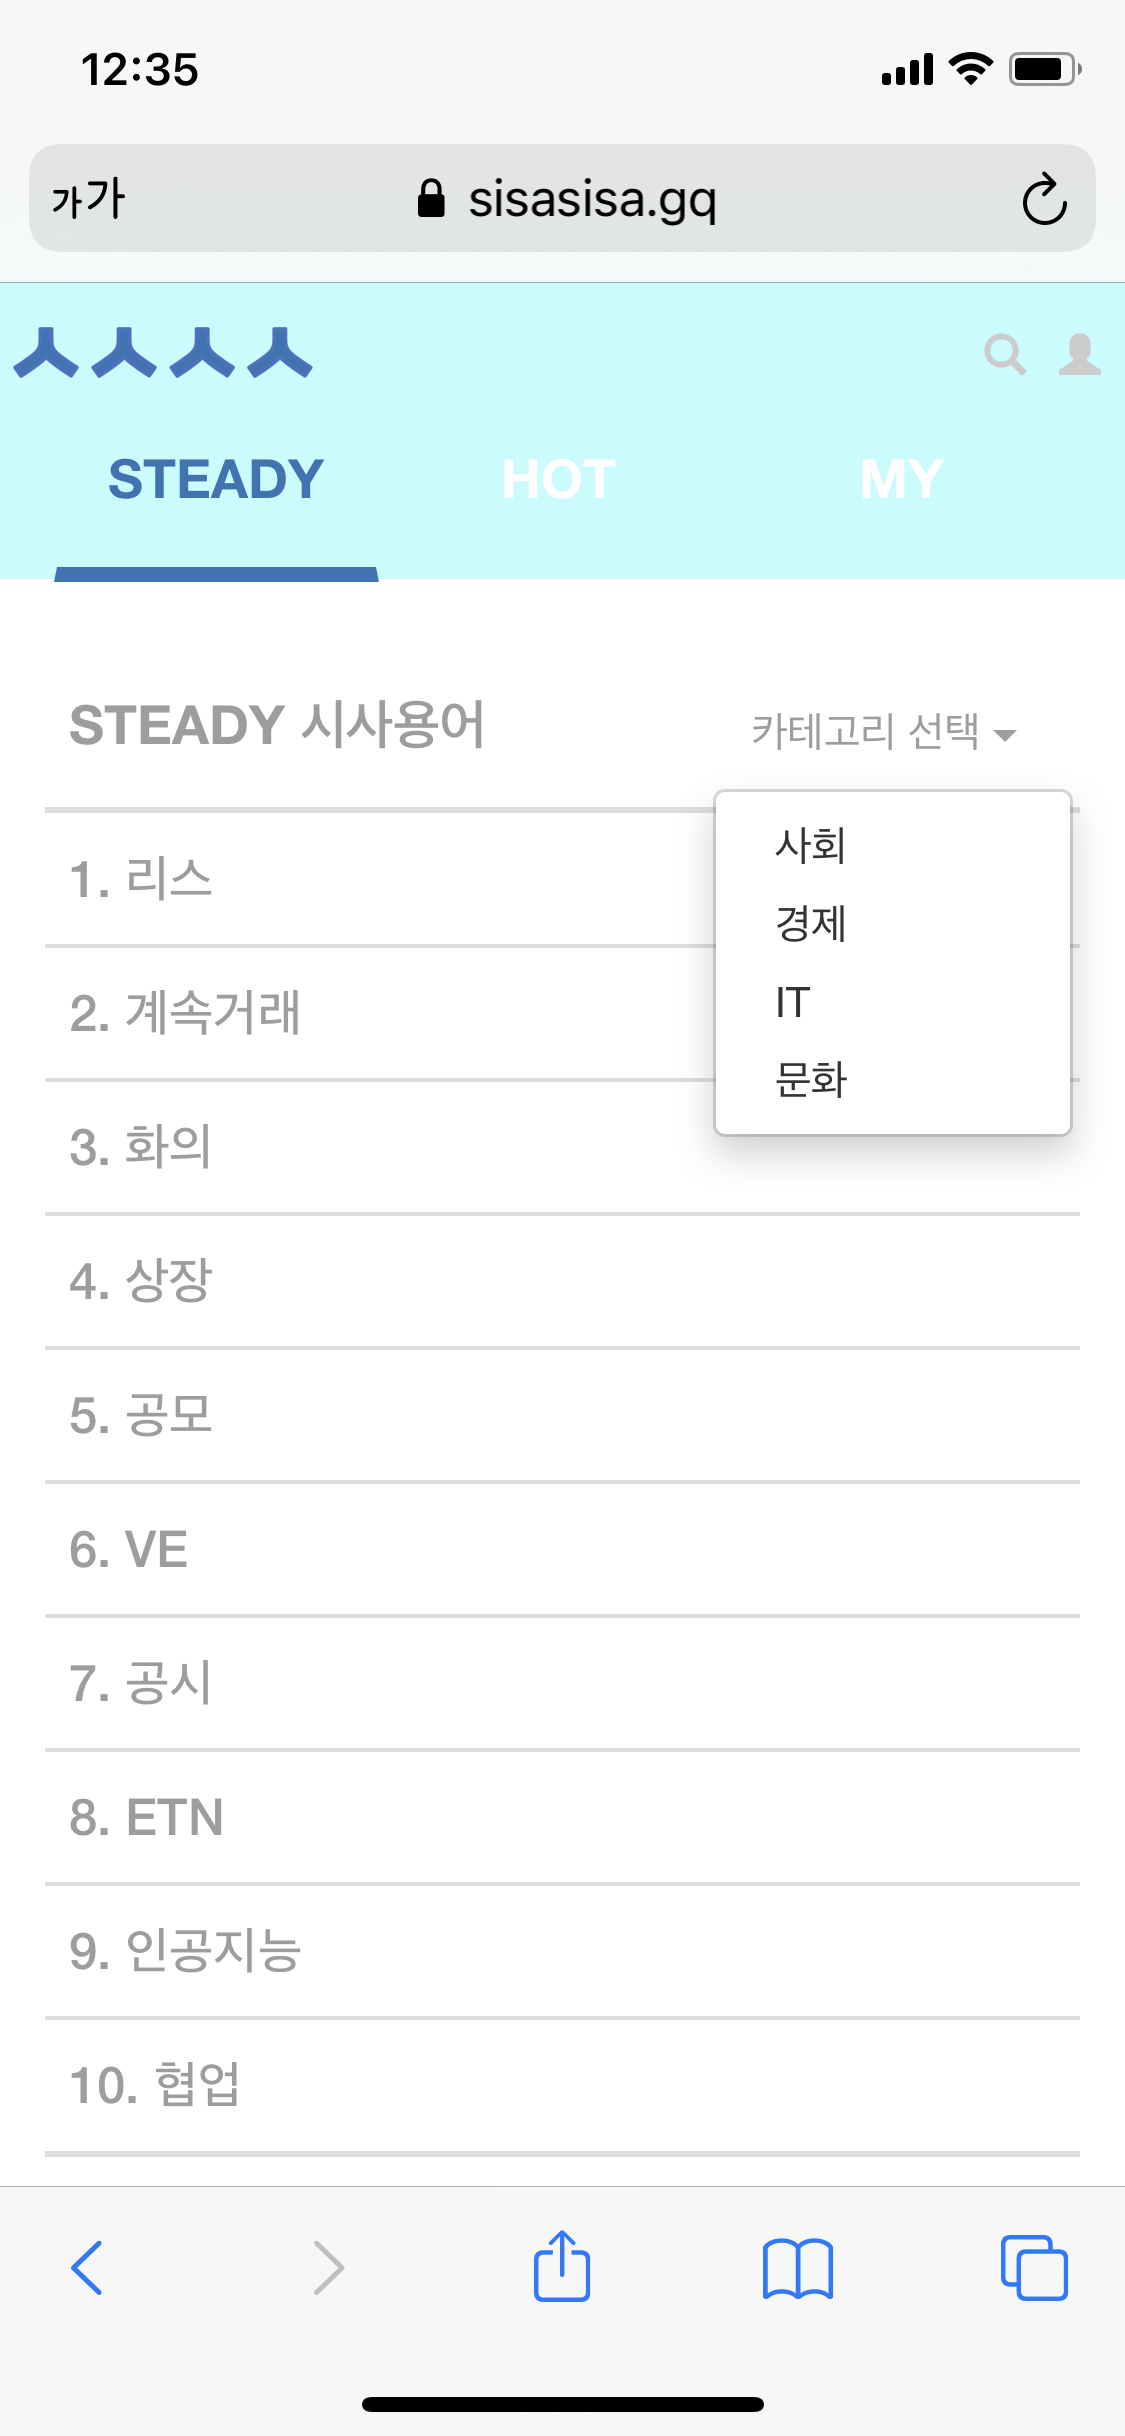 12:35
가가 sisasisa.gq
ㅅㅅㅅㅅ
STEADY HOT MY
STEADY 시사용어 카테고리 선택
사회
경제
IT
문화
1. 리스
2. 계속거래
3. 화의
4. 상장
5. 공모
6. VE
7. 공시
8. ETN
9. 인공지능
10. 협업